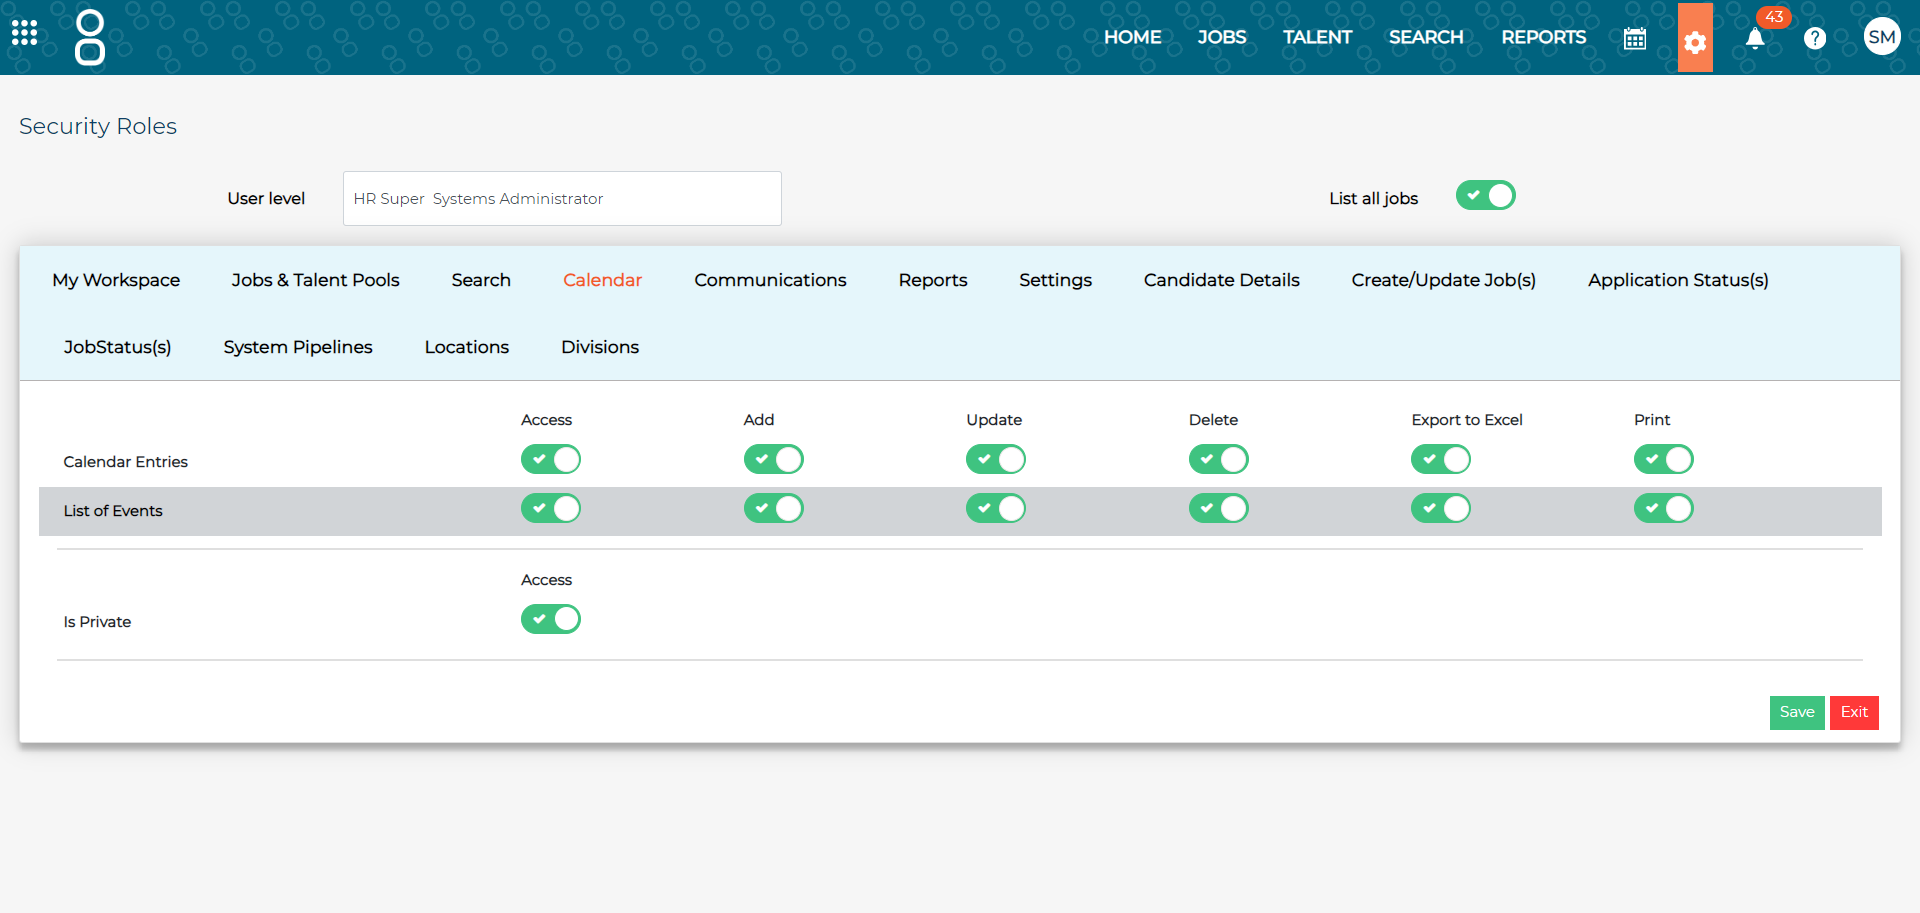 HOME JOBS TALENT SEARCH REPORTS 43 ? SM
Security Roles
User level HR Super  Systems Administrator List all jobs
My Workspace Jobs & Talent Pools Search Calendar Communications Reports Settings Candidate Details Create/Update Job(s) Application Status(s)
JobStatus(s) System Pipelines Locations Divisions
Access Add Update Delete Export to Excel Print
Calendar Entries
List of Events
Access
Is Private
Save Exit